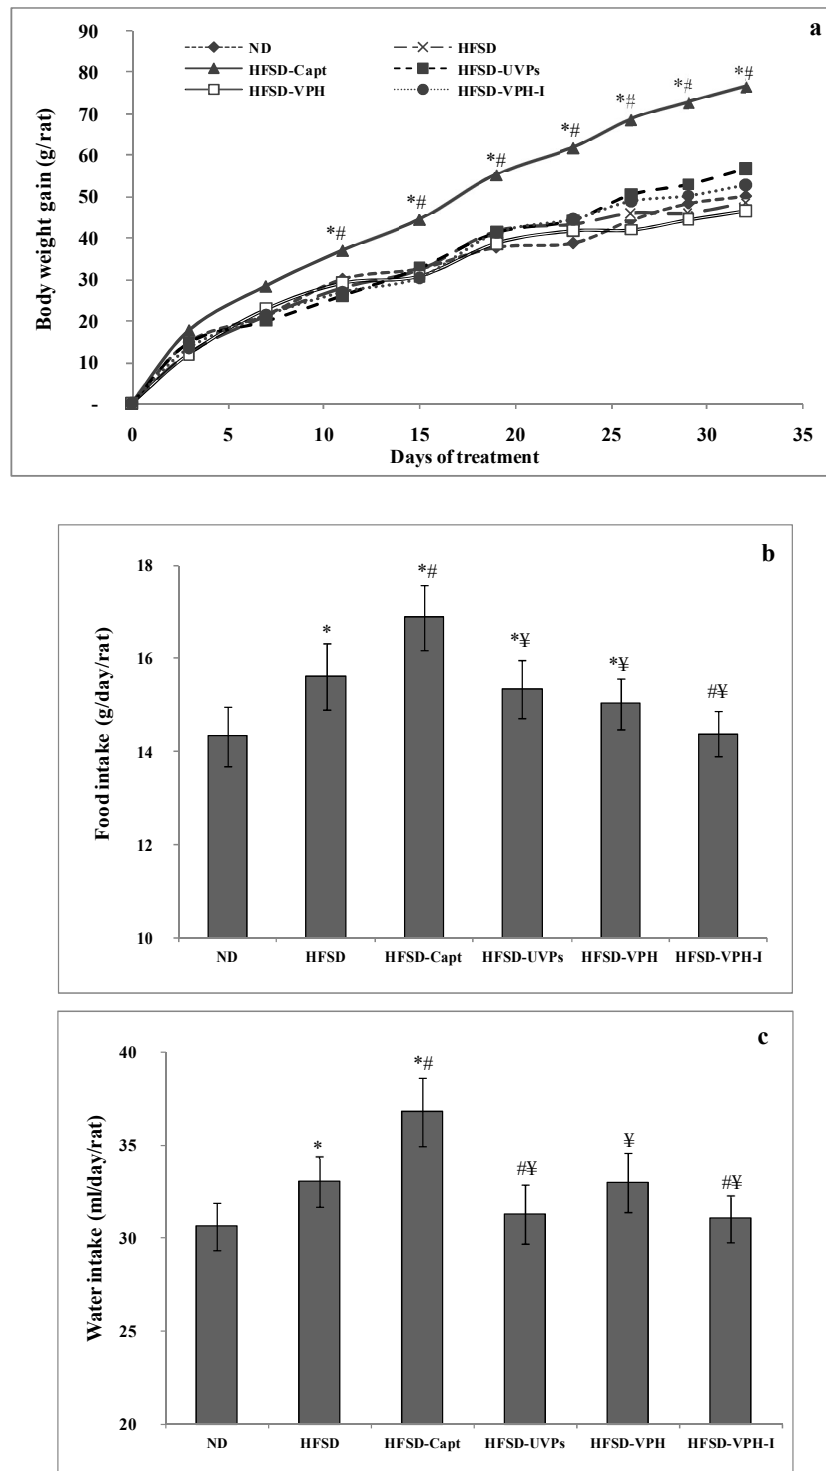 a
90
80
70
60
50
40
30
20
10
-
Body weight gain (g/rat)
ND HFSD
HFSD-Capt HFSD-UVPs
HFSD-VPH HFSD-VPH-I
*# *# *# *# *# *# *#
0 5 10 15 20 25 30 35
Days of treatment
b
18
16
14
12
10
Food intake (g/day/rat)
* *# *¥ *¥ #¥
ND HFSD HFSD-Capt HFSD-UVPs HFSD-VPH HFSD-VPH-I
c
40
35
30
25
20
Water intake (ml/day/rat)
* *# #¥ ¥ #¥
ND HFSD HFSD-Capt HFSD-UVPs HFSD-VPH HFSD-VPH-I